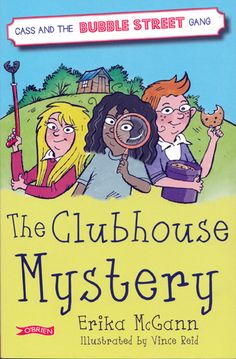 CASS AND THE BUBBLE STREET GANG
The Clubhouse
Mystery
O'BRIEN
Erika McGann
Illustrated by Vince Reid